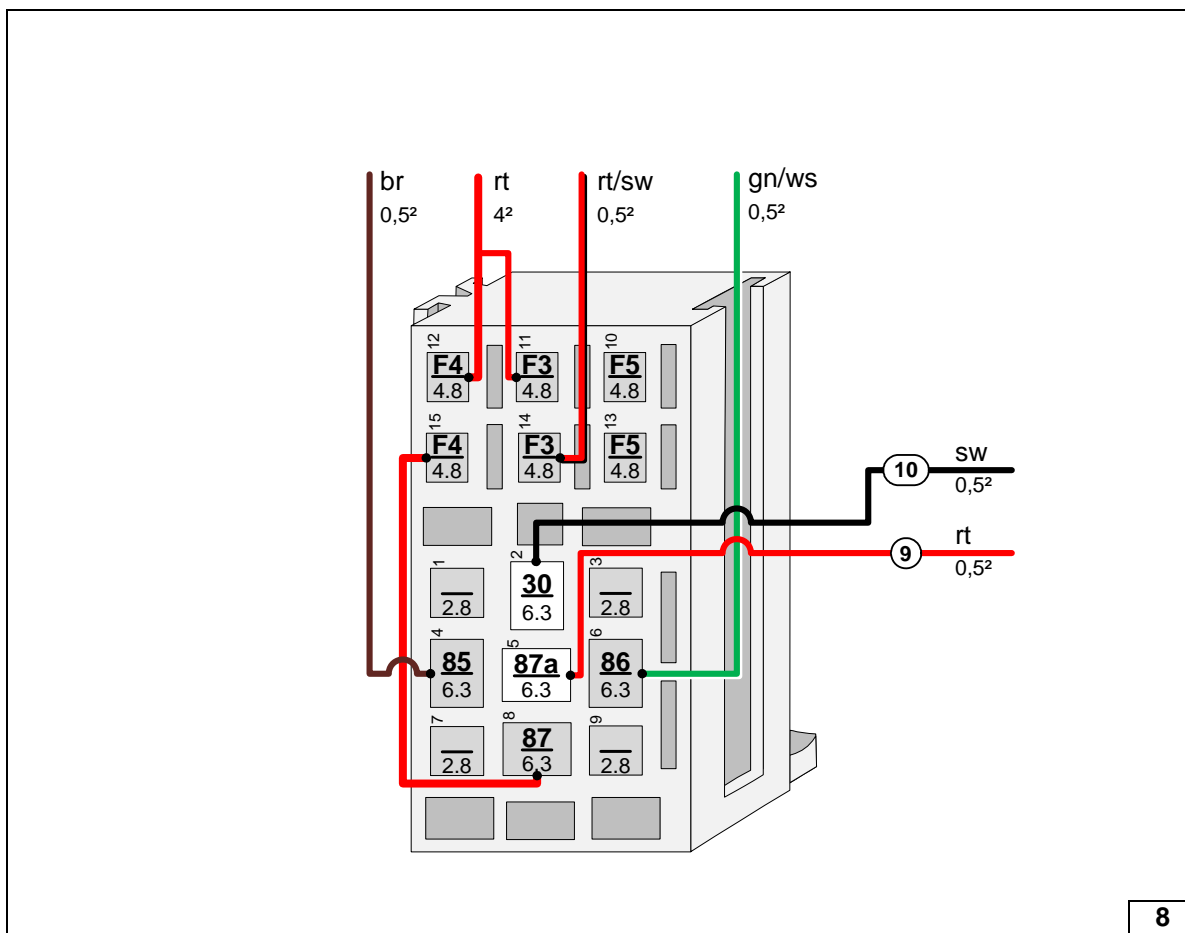 br rt rt/sw gn/ws
0,5² 4² 0,5² 0,5²
12 11 10
F4 F3 F5
4.8 4.8 4.8
15 14 13
F4 F3 F5
4.8 4.8 4.8
10 sw
0,5²
9 rt
0,5²
1 2 3
30
2.8 6.3 2.8
4 5 6
85 87a 86
6.3 6.3 6.3
7 8 9
87
2.8 6.3 2.8
8